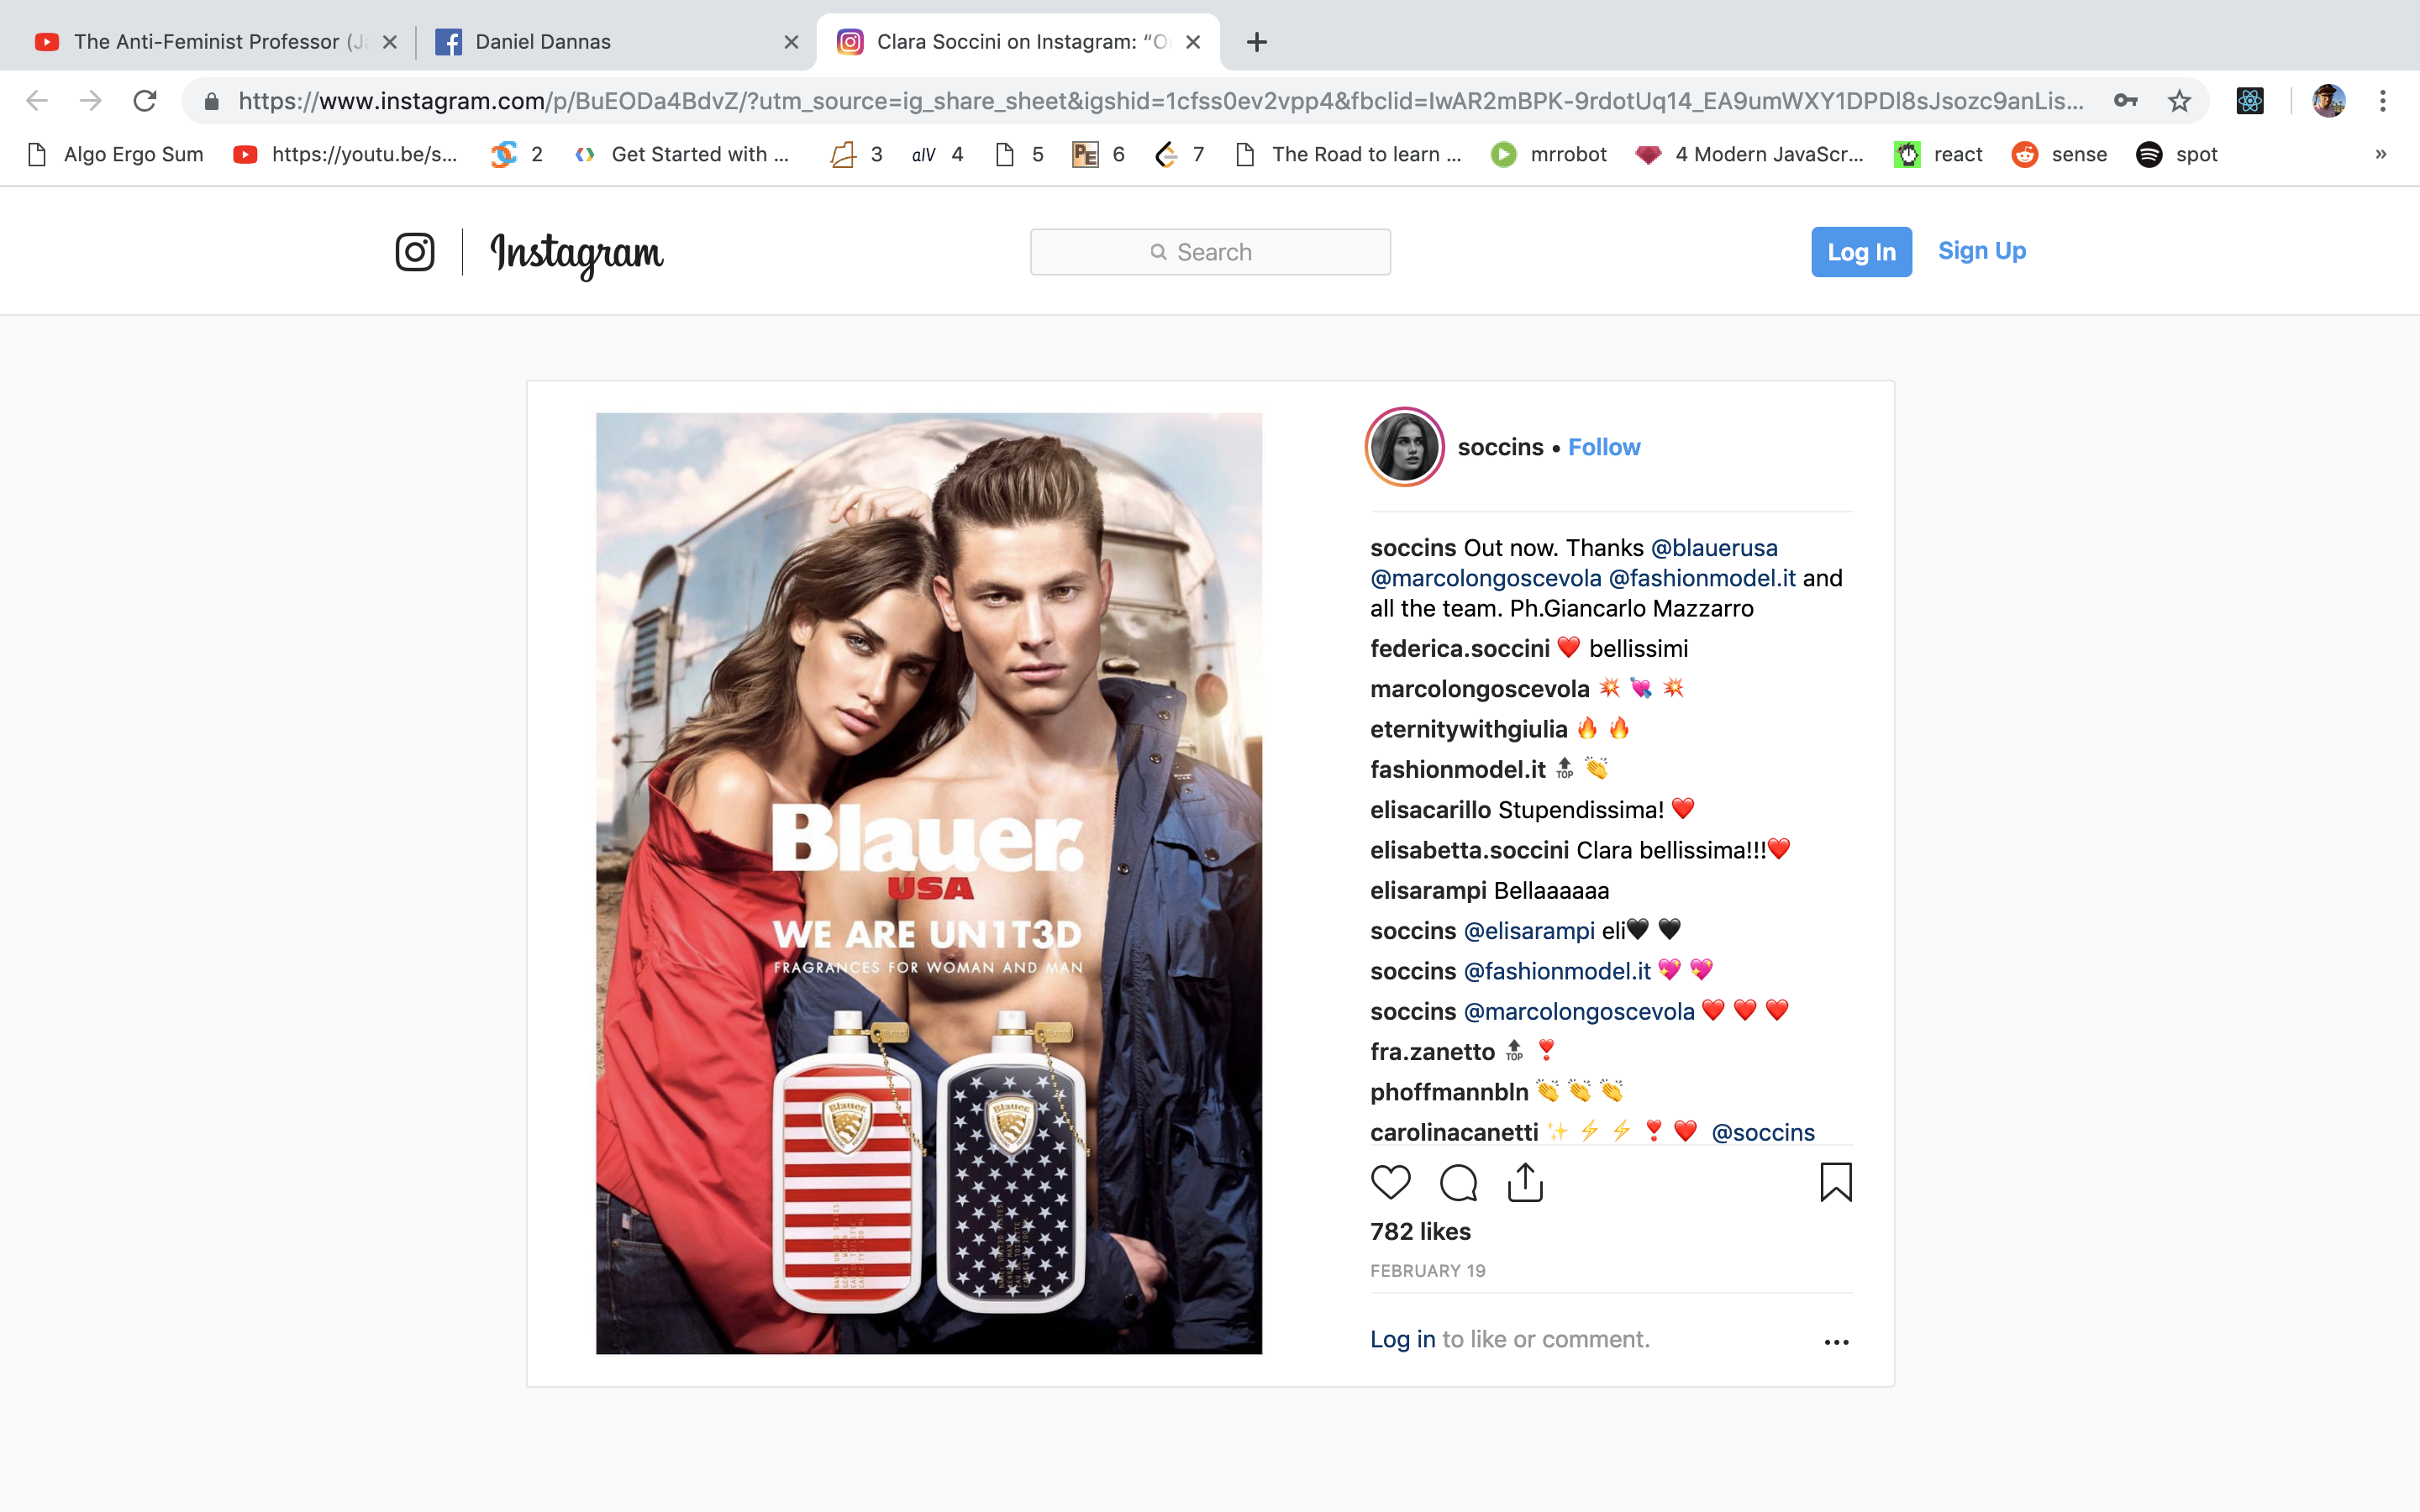 The Anti-Feminist Professor (Ja
Daniel Dannas
Clara Soccini on Instagram: “O
https://www.instagram.com/p/BuEODa4BdvZ/?utm_source=ig_share_sheet&igshid=1cfss0ev2vpp4&fbclid=IwAR2mBPK-9rdotUq14_EA9umWXY1DPDl8sJsozc9anLis...
Algo Ergo Sum https://youtu.be/s... 2 Get Started with ... 3 alV 4 5 PE 6 7 The Road to learn ... mrrobot 4 Modern JavaScr... react sense spot »
Instagram
Search
Log In
Sign Up
Blauer.
USA
WE ARE UN1T3D
FRAGRANCES FOR WOMAN AND MAN
Blauer
Blauer
soccins • Follow
soccins Out now. Thanks @blauerusa
@marcolongoscevola @fashionmodel.it and
all the team. Ph.Giancarlo Mazzarro
federica.soccini ❤️ bellissimi
marcolongoscevola 💥 💘 💥
eternitywithgiulia 🔥 🔥
fashionmodel.it 🔝 👏
elisacarillo Stupendissima! ❤️
elisabetta.soccini Clara bellissima!!!❤️
elisarampi Bellaaaaaa
soccins @elisarampi eli🖤 🖤
soccins @fashionmodel.it 💖 💖
soccins @marcolongoscevola ❤️ ❤️ ❤️
fra.zanetto 🔝 ❣️
phoffmannbln 👏 👏 👏
carolinacanetti ✨ ⚡ ⚡ ❣️ ❤️ @soccins
782 likes
FEBRUARY 19
Log in to like or comment.